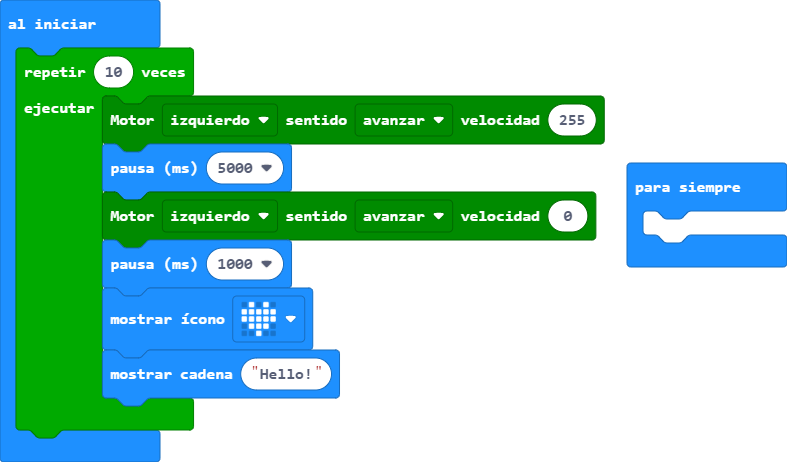 al iniciar
repetir 10 veces
ejecutar
Motor izquierdo sentido avanzar velocidad 255
pausa (ms) 5000
Motor izquierdo sentido avanzar velocidad 0
pausa (ms) 1000
mostrar ícono
mostrar cadena "Hello!"
para siempre